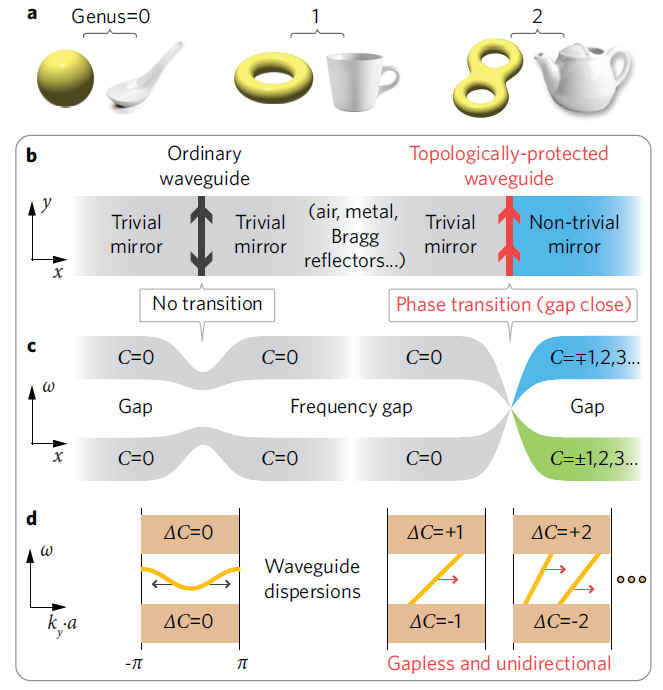 a
Genus=0
1
2
b
Ordinary
waveguide
Topologically-protected
waveguide
y
x
Trivial
mirror
Trivial
mirror
(air, metal,
Bragg
reflectors...)
Trivial
mirror
Non-trivial
mirror
No transition
Phase transition (gap close)
c
ω
x
C=0
C=0
C=0
C=∓1,2,3...
Gap
Frequency gap
Gap
C=0
C=0
C=0
C=±1,2,3...
d
ω
k_y·a
ΔC=0
ΔC=0
-π
π
Waveguide
dispersions
ΔC=+1
ΔC=-1
ΔC=+2
ΔC=-2
Gapless and unidirectional